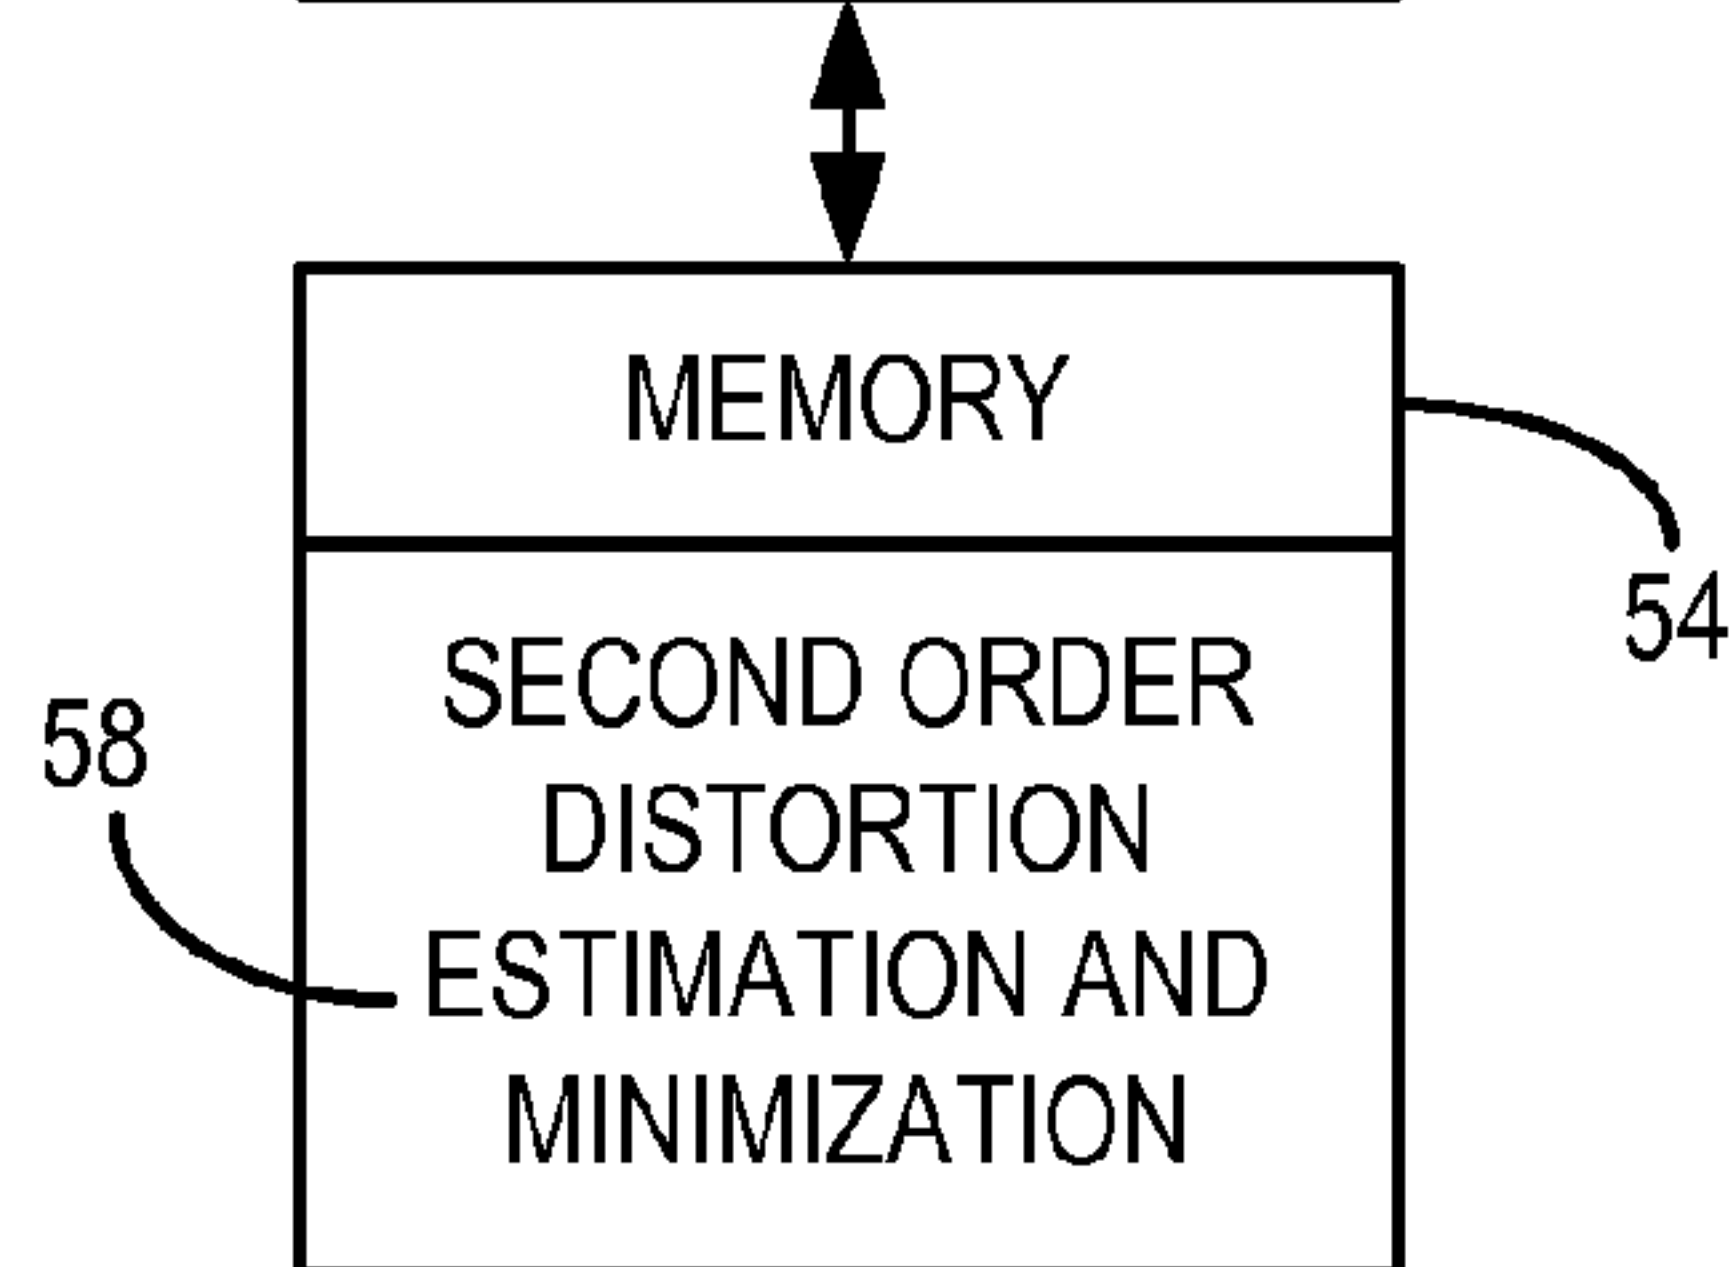 MEMORY
54
SECOND ORDER
58
DISTORTION
ESTIMATION AND
MINIMIZATION